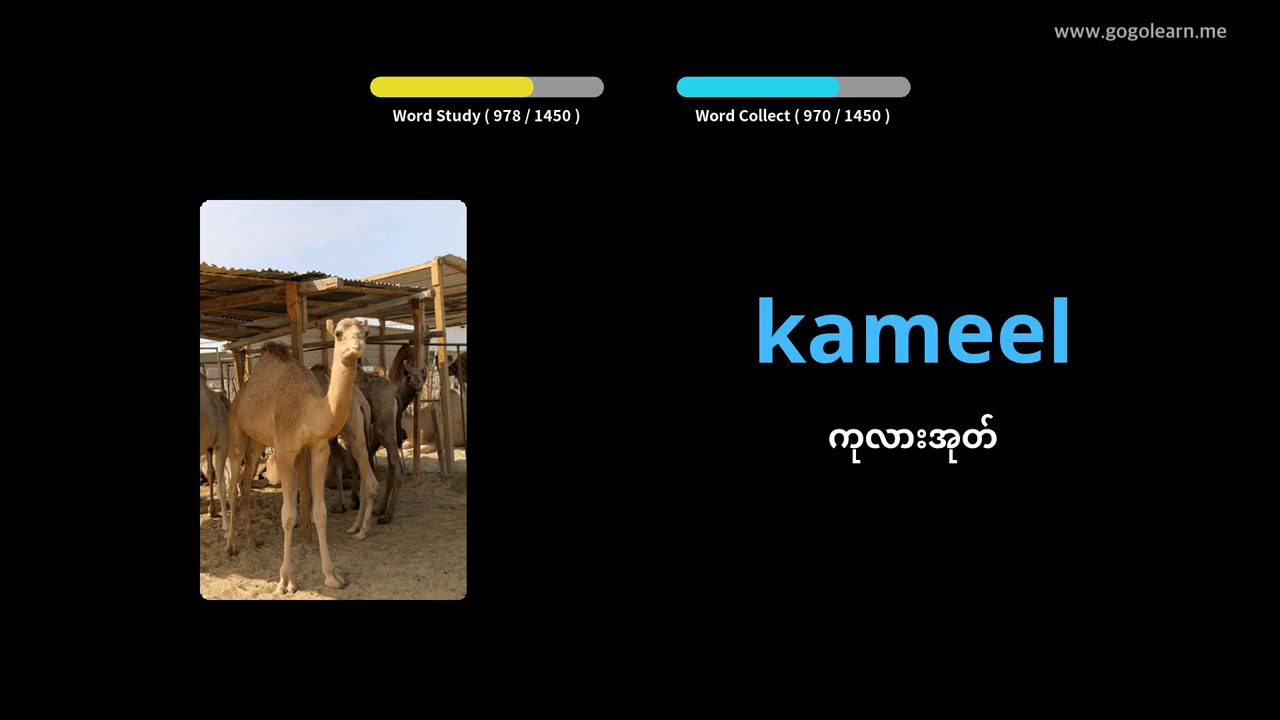 www.gogolearn.me
Word Study ( 978 / 1450 )
Word Collect ( 970 / 1450 )
kameel
ကုလားအုတ်